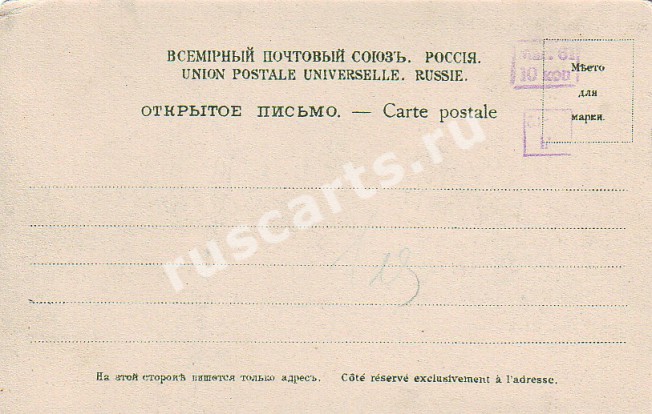 ВСЕМІРНЫЙ ПОЧТОВЫЙ СОЮЗЪ. РОССІЯ.
UNION POSTALE UNIVERSELLE. RUSSIE.
ОТКРЫТОЕ ПИСЬМО. — Carte postale
Мѣсто
для
марки.
10 коп
ruscarts.ru
На этой сторонѣ пишется только адресъ. Côté réservé exclusivement à l'adresse.